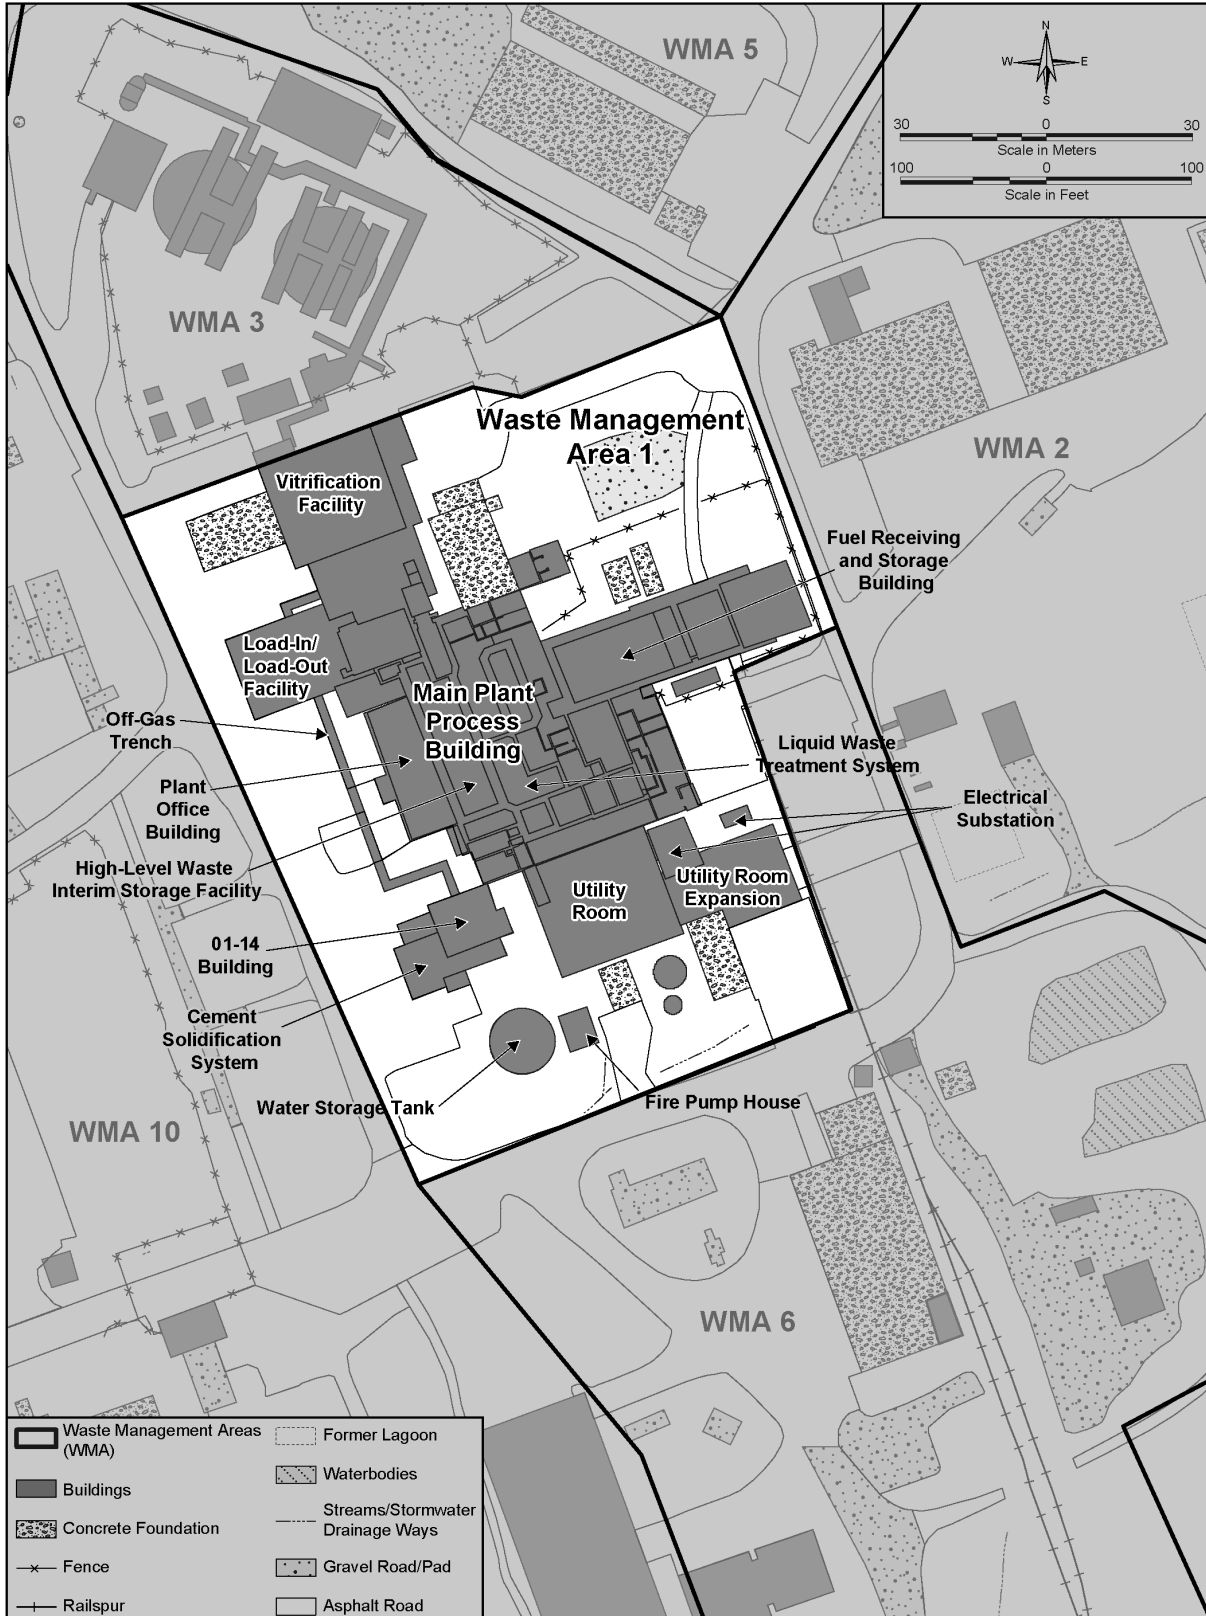 WMA 5
N
W
E
S
30
0
30
Scale in Meters
100
0
100
Scale in Feet
WMA 3
Waste Management
Area 1
WMA 2
Vitrification
Facility
Fuel Receiving
and Storage
Building
Load-In/
Load-Out
Facility
Main Plant
Process
Building
Off-Gas
Trench
Liquid Waste
Treatment System
Plant
Office
Building
Electrical
Substation
High-Level Waste
Interim Storage Facility
Utility
Room
Utility Room
Expansion
01-14
Building
Cement
Solidification
System
Water Storage Tank
Fire Pump House
WMA 10
WMA 6
Waste Management Areas
(WMA)
Buildings
Concrete Foundation
Fence
Railspur
Former Lagoon
Waterbodies
Streams/Stormwater
Drainage Ways
Gravel Road/Pad
Asphalt Road